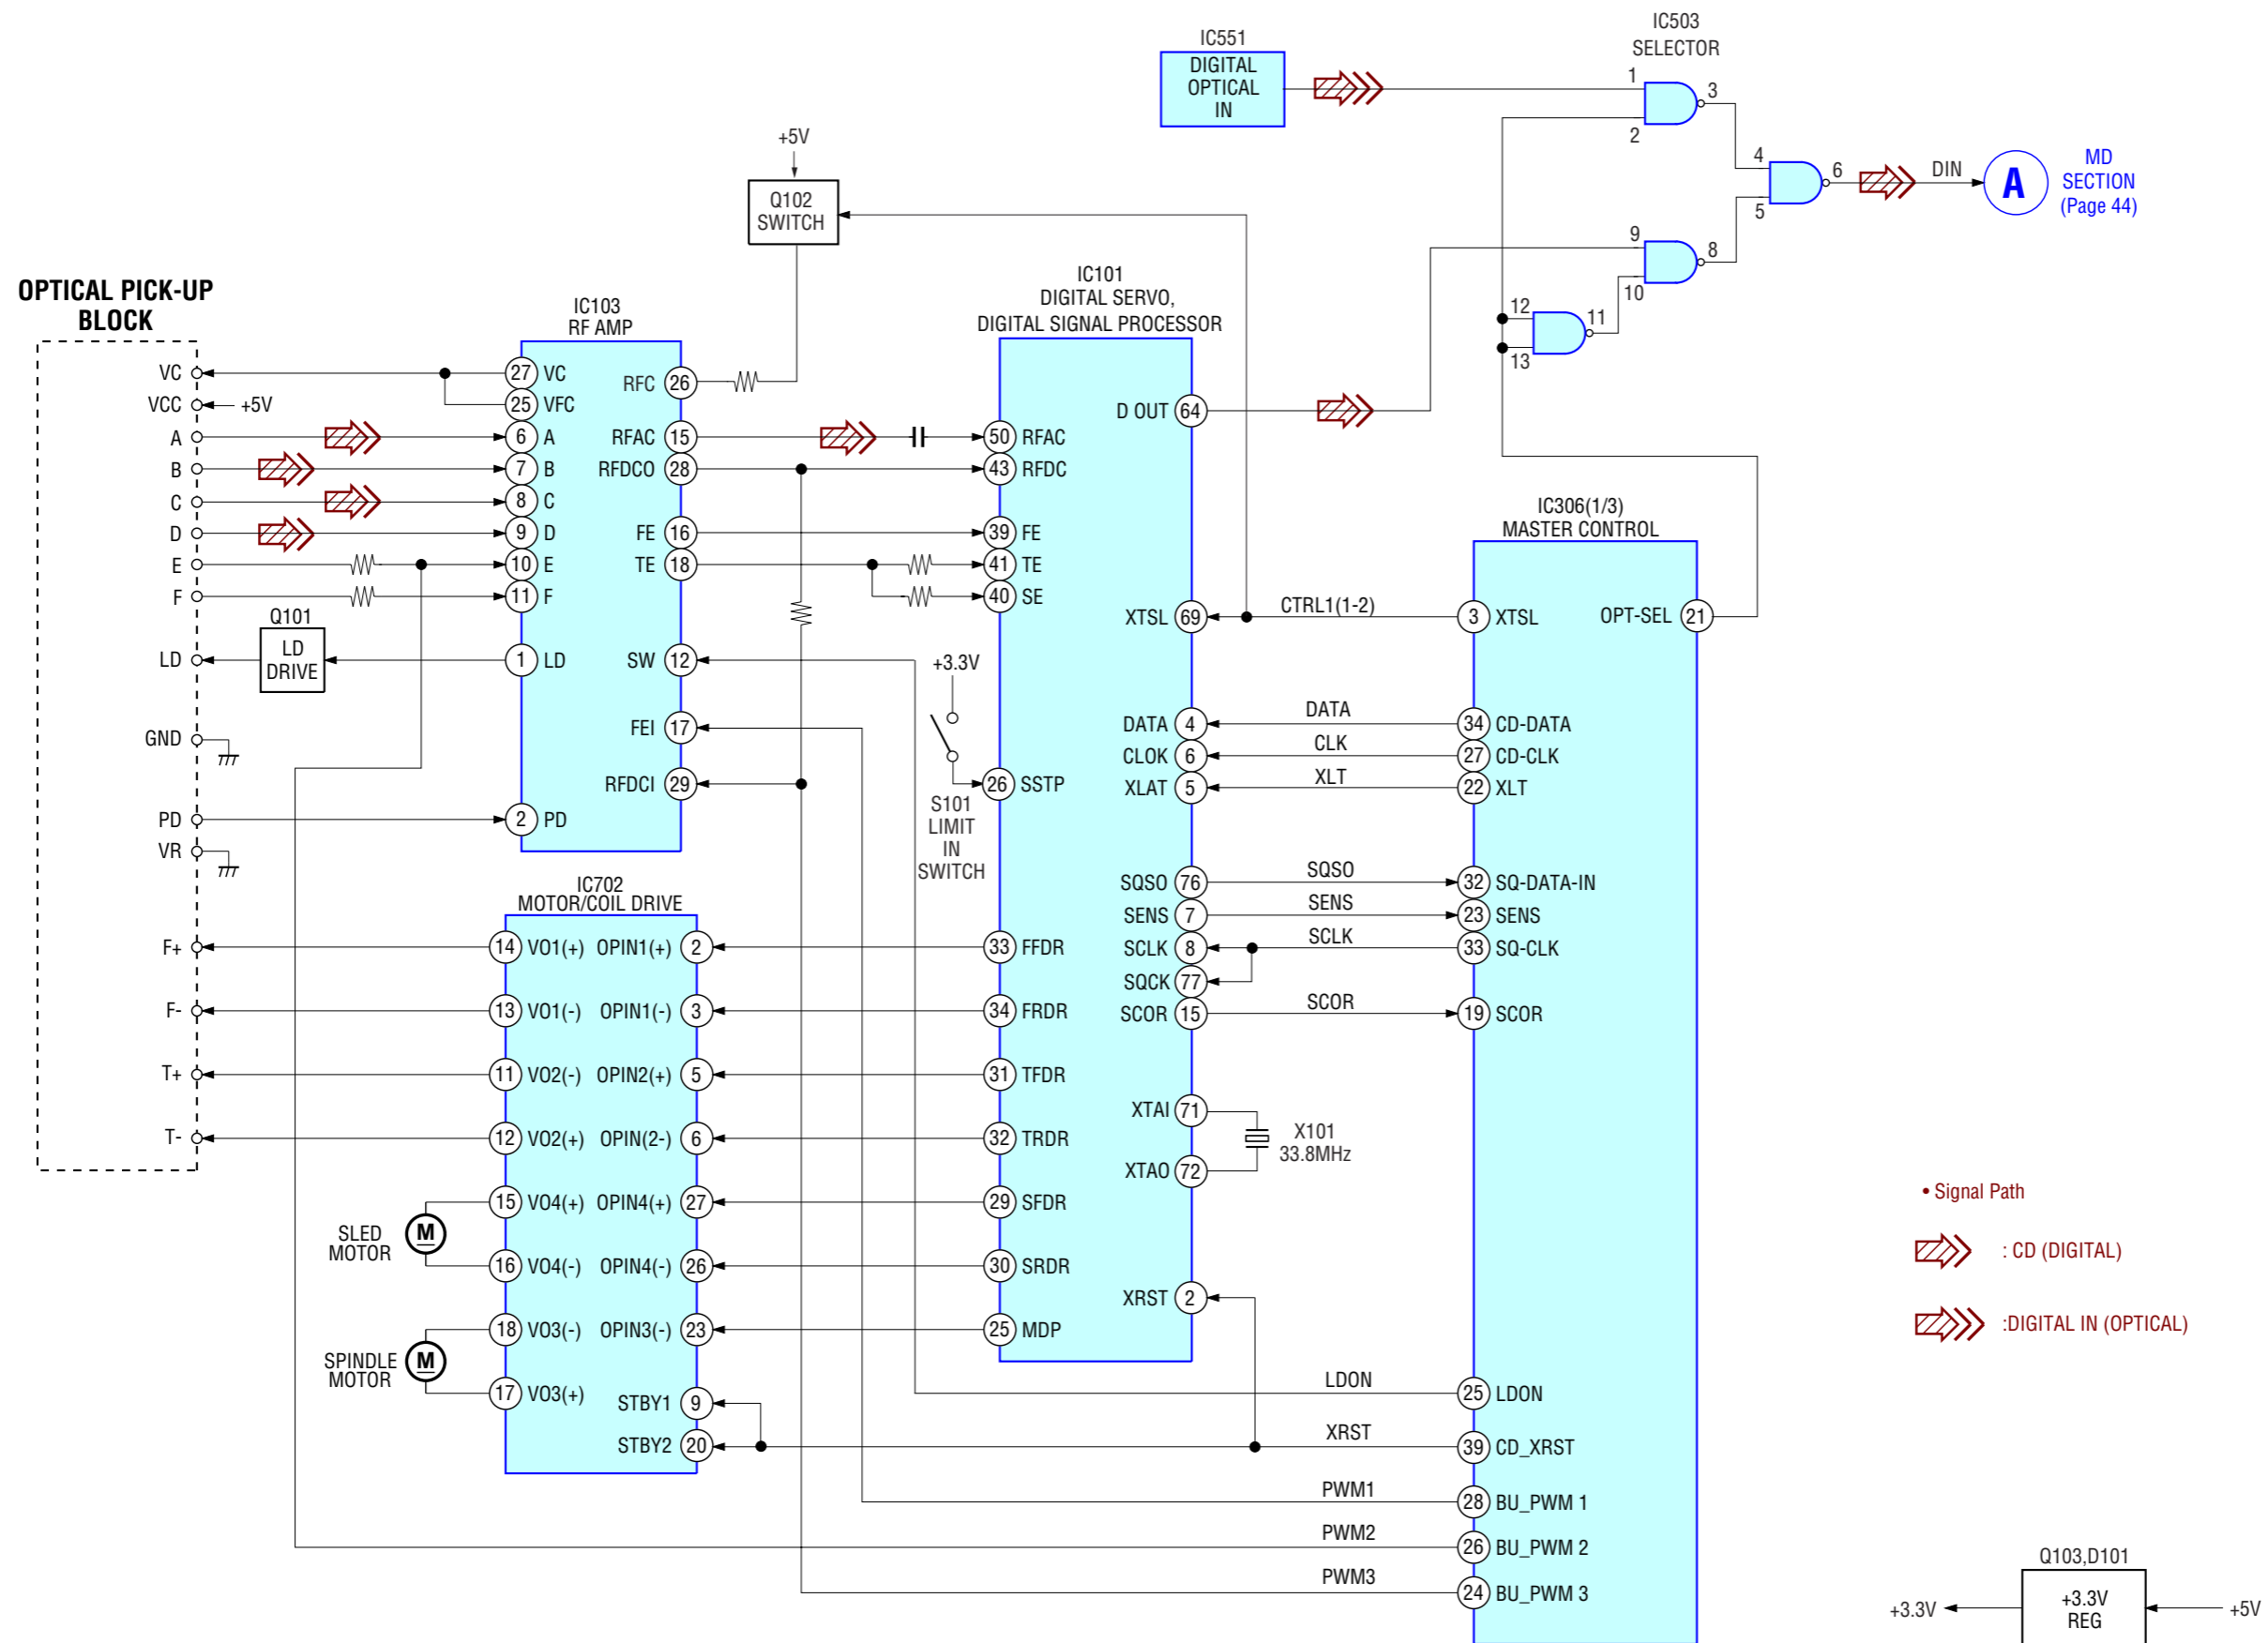 IC503
SELECTOR
IC551
DIGITAL
OPTICAL
IN
1
2
3
4
5
6
DIN
A
MD
SECTION
(Page 44)
9
10
8
12
13
11
+5V
Q102
SWITCH
OPTICAL PICK-UP
BLOCK
VC
VCC
+5V
A
B
C
D
E
F
LD
GND
PD
VR
F+
F-
T+
T-
Q101
LD
DRIVE
IC103
RF AMP
27 VC
25 VFC
6 A
7 B
8 C
9 D
10 E
11 F
1 LD
2 PD
RFC 26
RFAC 15
RFDCO 28
FE 16
TE 18
SW 12
FEI 17
RFDCI 29
IC702
MOTOR/COIL DRIVE
14 VO1(+) OPIN1(+) 2
13 VO1(-) OPIN1(-) 3
11 VO2(-) OPIN2(+) 5
12 VO2(+) OPIN(2-) 6
15 VO4(+) OPIN4(+) 27
16 VO4(-) OPIN4(-) 26
18 VO3(-) OPIN3(-) 23
17 VO3(+)
STBY1 9
STBY2 20
SLED
MOTOR
M
SPINDLE
MOTOR
M
IC101
DIGITAL SERVO,
DIGITAL SIGNAL PROCESSOR
50 RFAC
43 RFDC
39 FE
41 TE
40 SE
26 SSTP
33 FFDR
34 FRDR
31 TFDR
32 TRDR
29 SFDR
30 SRDR
25 MDP
+3.3V
S101
LIMIT
IN
SWITCH
D OUT 64
XTSL 69
DATA 4
CLOK 6
XLAT 5
SQSO 76
SENS 7
SCLK 8
SQCK 77
SCOR 15
XTAI 71
XTAO 72
XRST 2
X101
33.8MHz
CTRL1(1-2)
DATA
CLK
XLT
SQSO
SENS
SCLK
SCOR
LDON
XRST
PWM1
PWM2
PWM3
IC306(1/3)
MASTER CONTROL
3 XTSL
OPT-SEL 21
34 CD-DATA
27 CD-CLK
22 XLT
32 SQ-DATA-IN
23 SENS
33 SQ-CLK
19 SCOR
25 LDON
39 CD_XRST
28 BU_PWM 1
26 BU_PWM 2
24 BU_PWM 3
• Signal Path
: CD (DIGITAL)
:DIGITAL IN (OPTICAL)
Q103,D101
+3.3V
+3.3V
REG
+5V